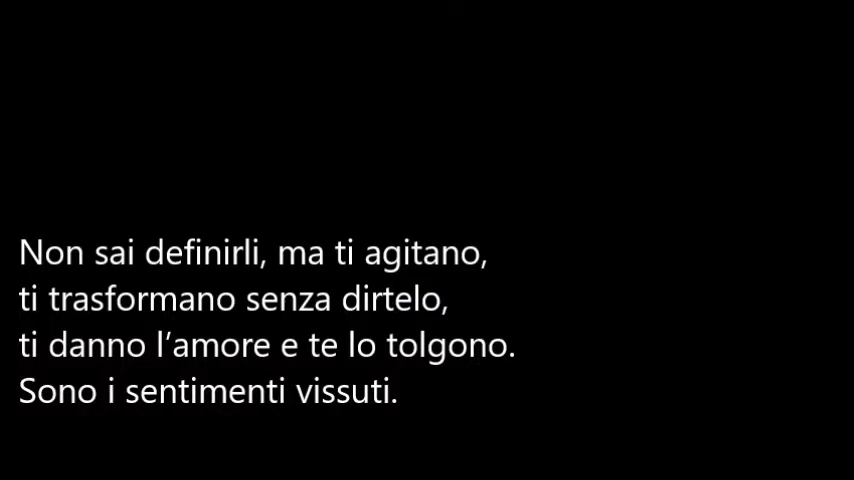 Non sai definirli, ma ti agitano,
ti trasformano senza dirtelo,
ti danno l’amore e te lo tolgono.
Sono i sentimenti vissuti.